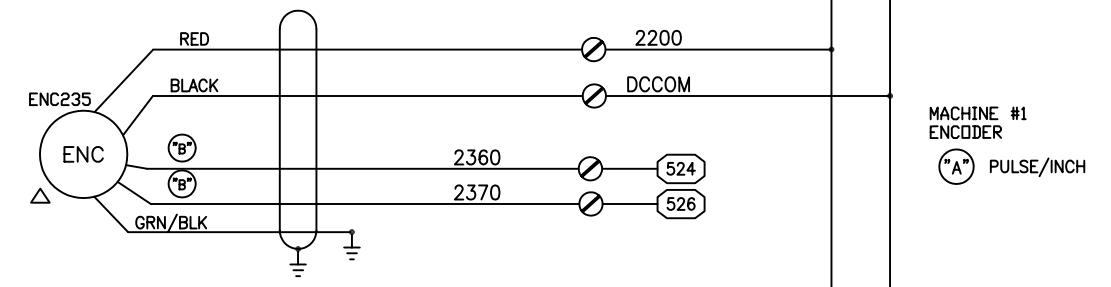 RED
2200
BLACK
DCCOM
ENC235
MACHINE #1
ENCODER
ENC
"B"
2360
524
"A" PULSE/INCH
"B"
2370
526
GRN/BLK